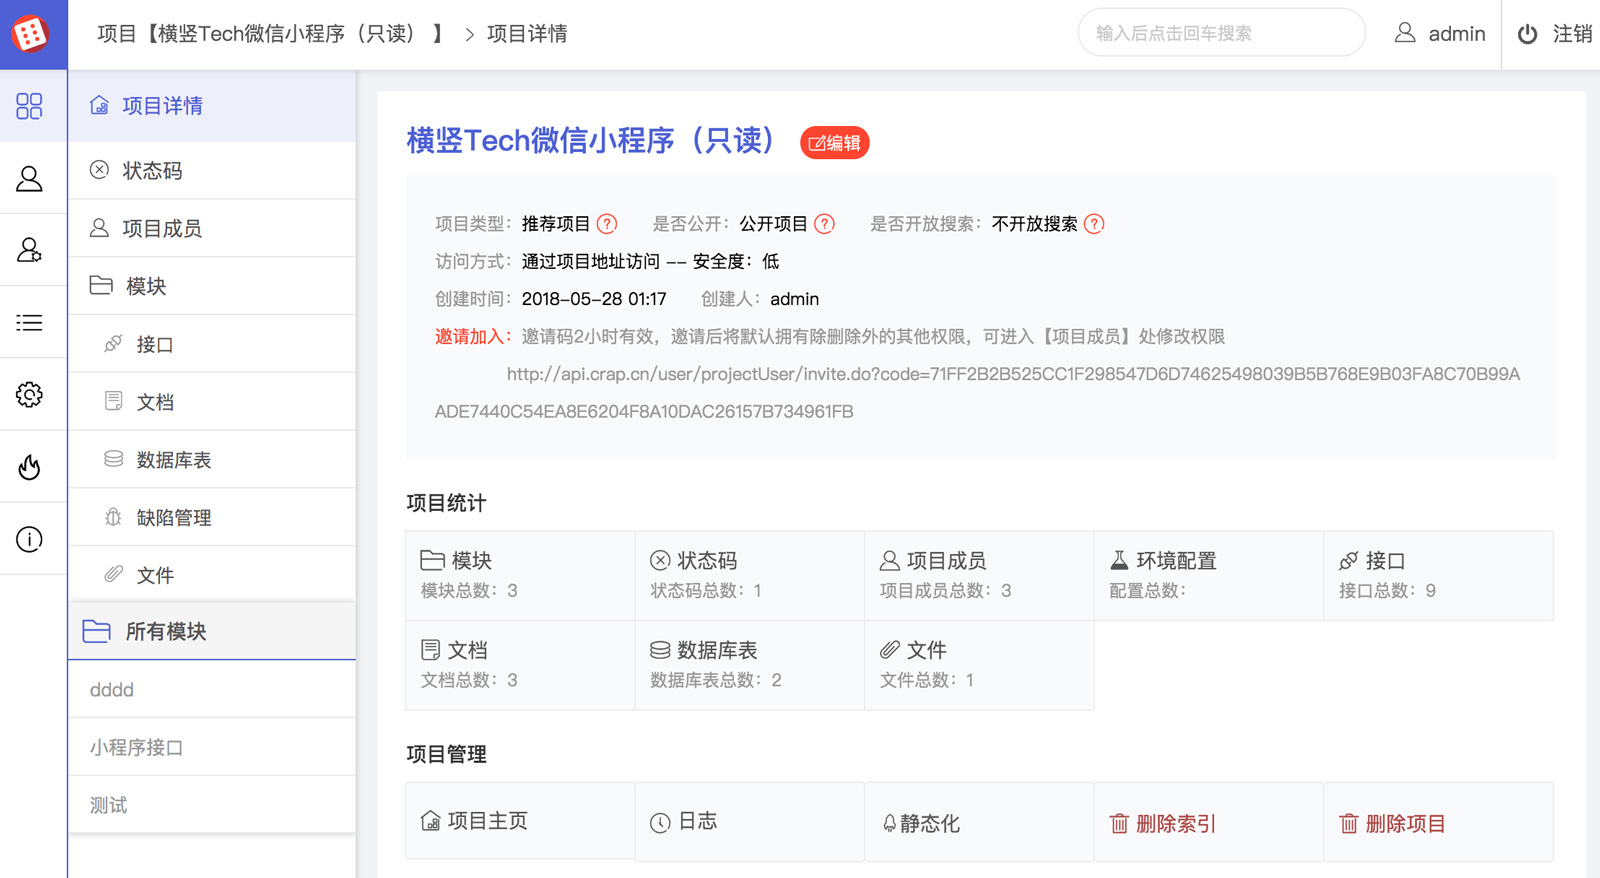 项目【横竖Tech微信小程序（只读） 】 > 项目详情
输入后点击回车搜索
admin
注销
项目详情
状态码
项目成员
模块
接口
文档
数据库表
缺陷管理
文件
所有模块
dddd
小程序接口
测试
横竖Tech微信小程序（只读）
编辑
项目类型：推荐项目 ? 是否公开：公开项目 ? 是否开放搜索：不开放搜索 ?
访问方式：通过项目地址访问 -- 安全度：低
创建时间：2018-05-28 01:17 创建人：admin
邀请加入：邀请码2小时有效，邀请后将默认拥有除删除外的其他权限，可进入【项目成员】处修改权限
http://api.crap.cn/user/projectUser/invite.do?code=71FF2B2B525CC1F298547D6D74625498039B5B768E9B03FA8C70B99A
ADE7440C54EA8E6204F8A10DAC26157B734961FB
项目统计
模块
模块总数：3
状态码
状态码总数：1
项目成员
项目成员总数：3
环境配置
配置总数：
接口
接口总数：9
文档
文档总数：3
数据库表
数据库表总数：2
文件
文件总数：1
项目管理
项目主页
日志
静态化
删除索引
删除项目